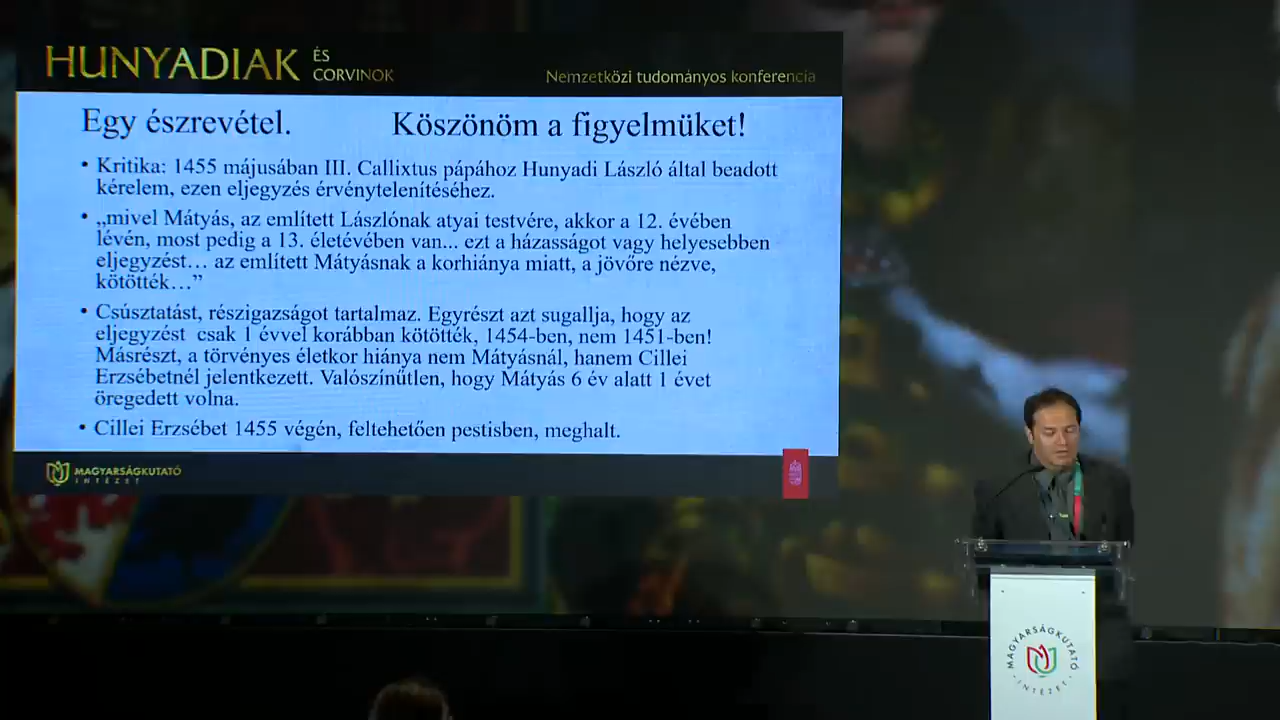 HUNYADIAK ÉS CORVINOK
Nemzetközi tudományos konferencia
Egy észrevétel. Köszönöm a figyelmüket!
• Kritika: 1455 májusában III. Callixtus pápához Hunyadi László által beadott
kérelem, ezen eljegyzés érvénytelenítéséhez.
• „mivel Mátyás, az említett Lászlónak atyai testvére, akkor a 12. évében
lévén, most pedig a 13. életévében van... ezt a házasságot vagy helyesebben
eljegyzést… az említett Mátyásnak a korhiánya miatt, a jövőre nézve,
kötötték…”
• Csúsztatást, részigazságot tartalmaz. Egyrészt azt sugallja, hogy az
eljegyzést csak 1 évvel korábban kötötték, 1454-ben, nem 1451-ben!
Másrészt, a törvényes életkor hiánya nem Mátyásnál, hanem Cillei
Erzsébetnél jelentkezett. Valószínűtlen, hogy Mátyás 6 év alatt 1 évet
öregedett volna.
• Cillei Erzsébet 1455 végén, feltehetően pestisben, meghalt.
MAGYARSÁGKUTATÓ
INTÉZET
MAGYARSÁGKUTATÓ
INTÉZET